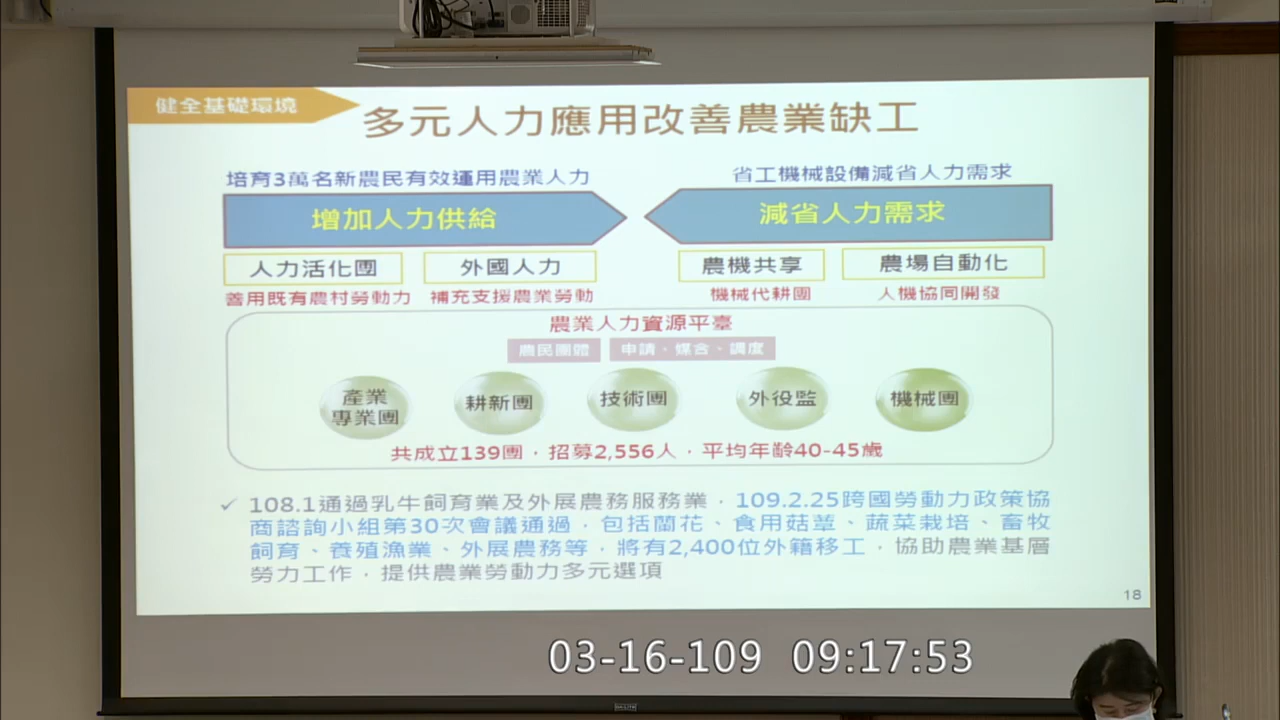 健全基礎環境
多元人力應用改善農業缺工
培育3萬名新農民有效運用農業人力
省工機械設備減省人力需求
增加人力供給
減省人力需求
人力活化團
外國人力
農機共享
農場自動化
善用既有農村勞動力
補充支援農業勞動
機械代耕團
人機協同開發
農業人力資源平臺
農民團體
申請、媒合、調度
產業
專業團
耕新團
技術團
外役監
機械團
共成立139團，招募2,556人，平均年齡40-45歲
✓ 108.1通過乳牛飼育業及外展農務服務業，109.2.25跨國勞動力政策協
商諮詢小組第30次會議通過，包括蘭花、食用菇蕈、蔬菜栽培、畜牧
飼育、養殖漁業、外展農務等，將有2,400位外籍移工，協助農業基層
勞力工作，提供農業勞動力多元選項
18
03-16-109 09:17:53